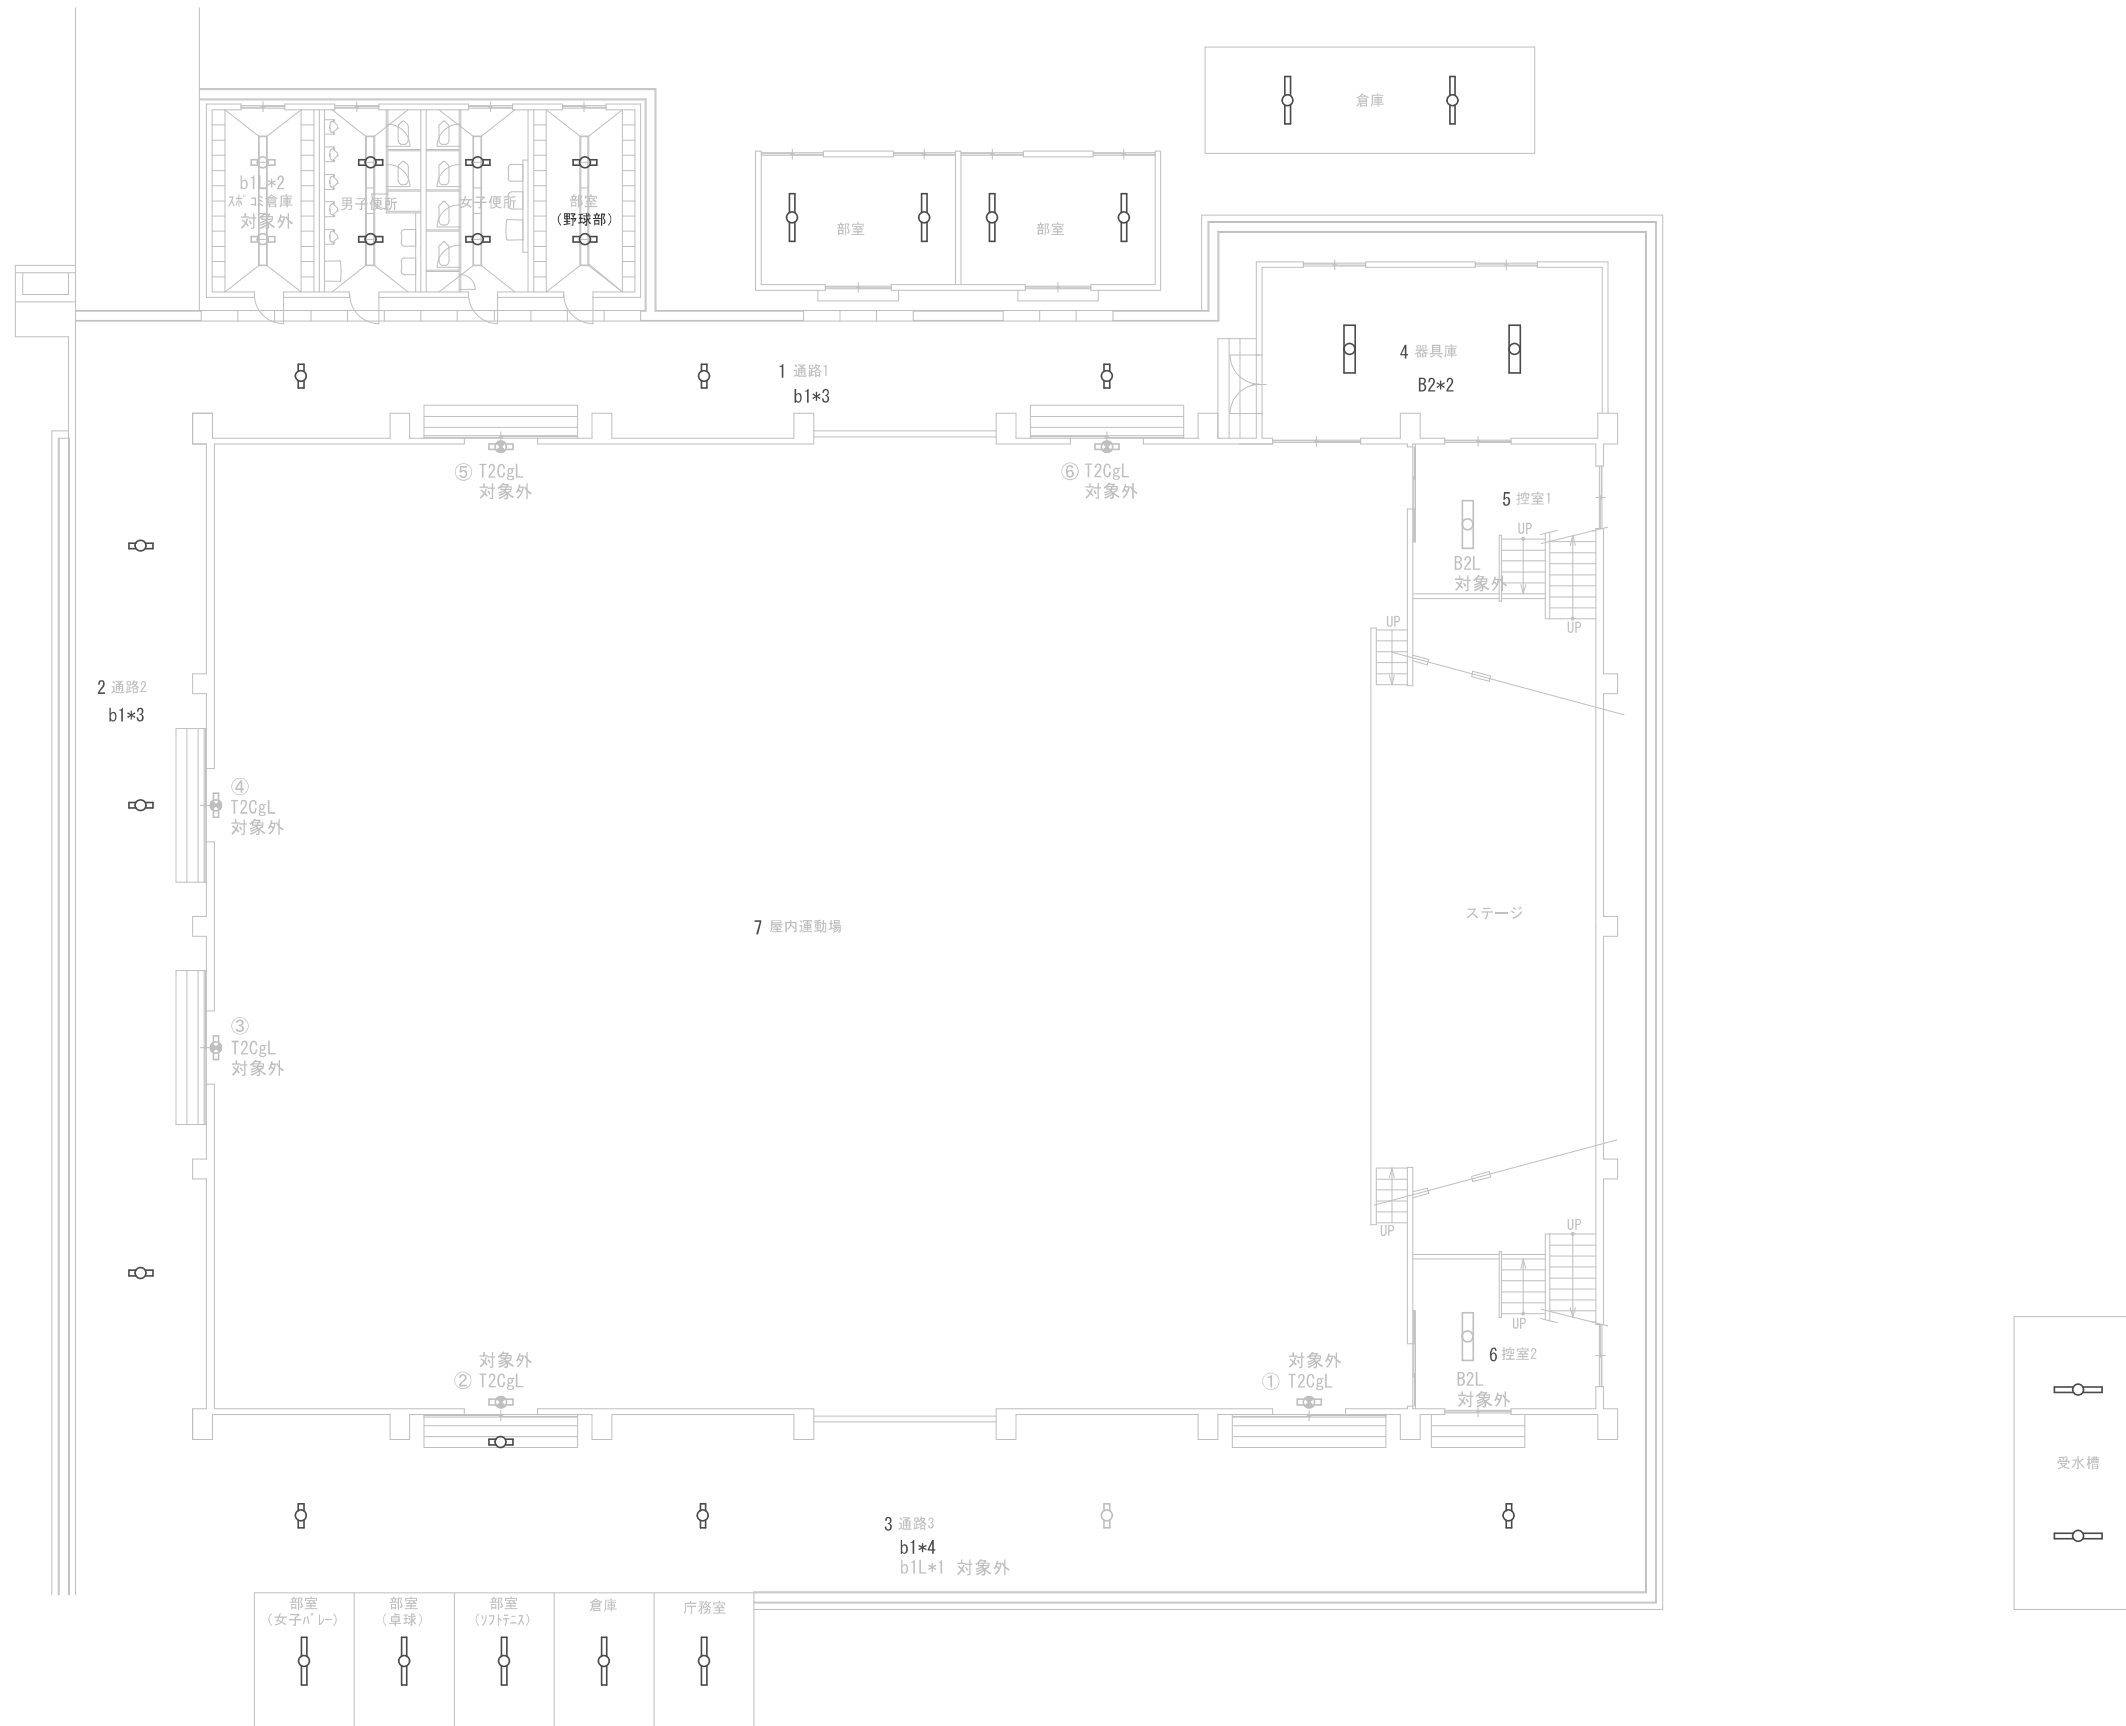 倉庫
b1L*2
スポコミ倉庫
対象外
男子便所
女子便所
部室
(野球部)
部室
部室
1 通路1
b1*3
4 器具庫
B2*2
⑤ T2CgL
対象外
⑥ T2CgL
対象外
5 控室1
UP
B2L
対象外
UP
UP
2 通路2
b1*3
④
T2CgL
対象外
7 屋内運動場
ステージ
③
T2CgL
対象外
UP
UP
UP
6 控室2
B2L
対象外
対象外
② T2CgL
対象外
① T2CgL
受水槽
3 通路3
b1*4
b1L*1 対象外
部室
(女子バレー)
部室
(卓球)
部室
(ソフトテニス)
倉庫
庁務室